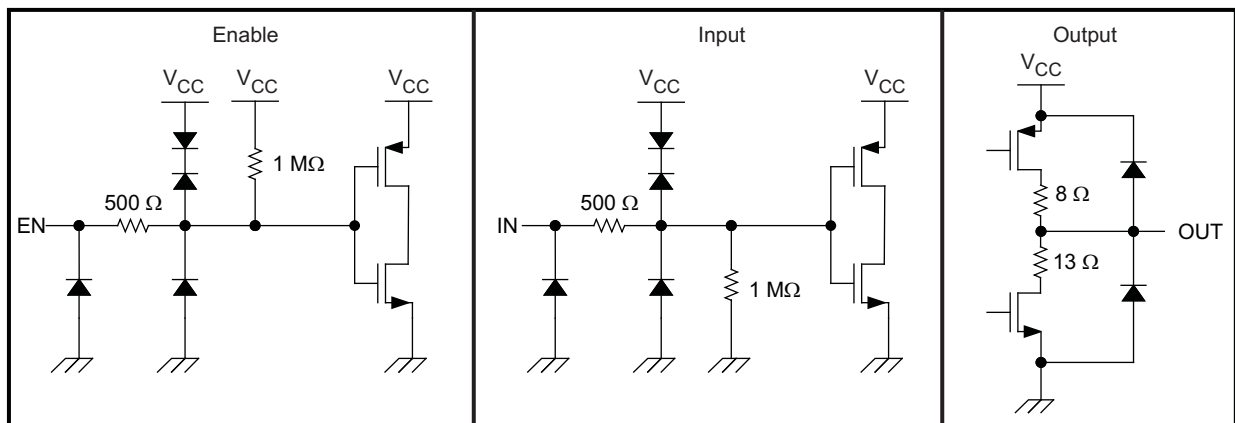 Enable
V_CC V_CC V_CC
1 MΩ
500 Ω
EN
Input
V_CC V_CC
500 Ω
IN
1 MΩ
Output
V_CC
8 Ω
OUT
13 Ω